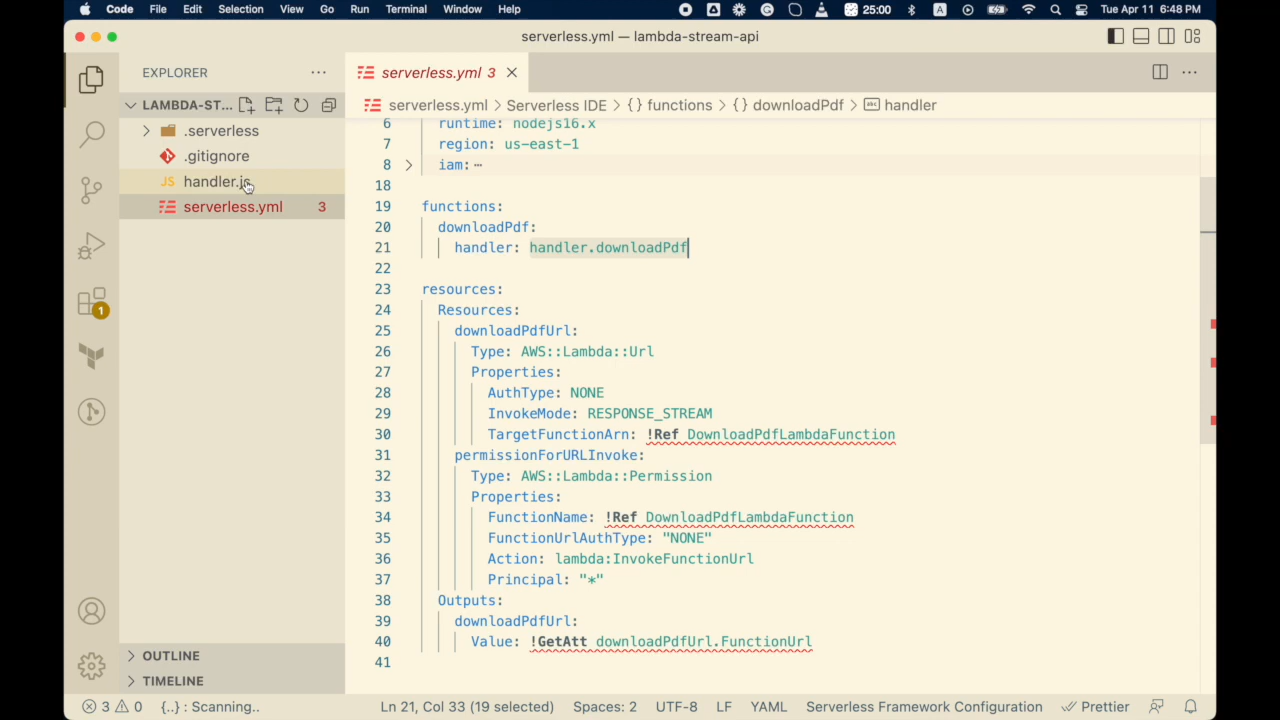 Code File Edit Selection View Go Run Terminal Window Help 25:00 A Tue Apr 11 6:48 PM
serverless.yml — lambda-stream-api
EXPLORER ···
serverless.yml 3 ×
LAMBDA-ST...
serverless.yml > Serverless IDE > {} functions > {} downloadPdf > abc handler
.serverless
.gitignore
JS handler.js
serverless.yml 3
6 runtime: nodejs16.x
7 region: us-east-1
8 > iam:···
18
19 functions:
20 downloadPdf:
21 handler: handler.downloadPdf
22
23 resources:
24 Resources:
25 downloadPdfUrl:
26 Type: AWS::Lambda::Url
27 Properties:
28 AuthType: NONE
29 InvokeMode: RESPONSE_STREAM
30 TargetFunctionArn: !Ref DownloadPdfLambdaFunction
31 permissionForURLInvoke:
32 Type: AWS::Lambda::Permission
33 Properties:
34 FunctionName: !Ref DownloadPdfLambdaFunction
35 FunctionUrlAuthType: "NONE"
36 Action: lambda:InvokeFunctionUrl
37 Principal: "*"
38 Outputs:
39 downloadPdfUrl:
40 Value: !GetAtt downloadPdfUrl.FunctionUrl
41
1
OUTLINE
TIMELINE
3 0 {..} : Scanning.. Ln 21, Col 33 (19 selected) Spaces: 2 UTF-8 LF YAML Serverless Framework Configuration Prettier